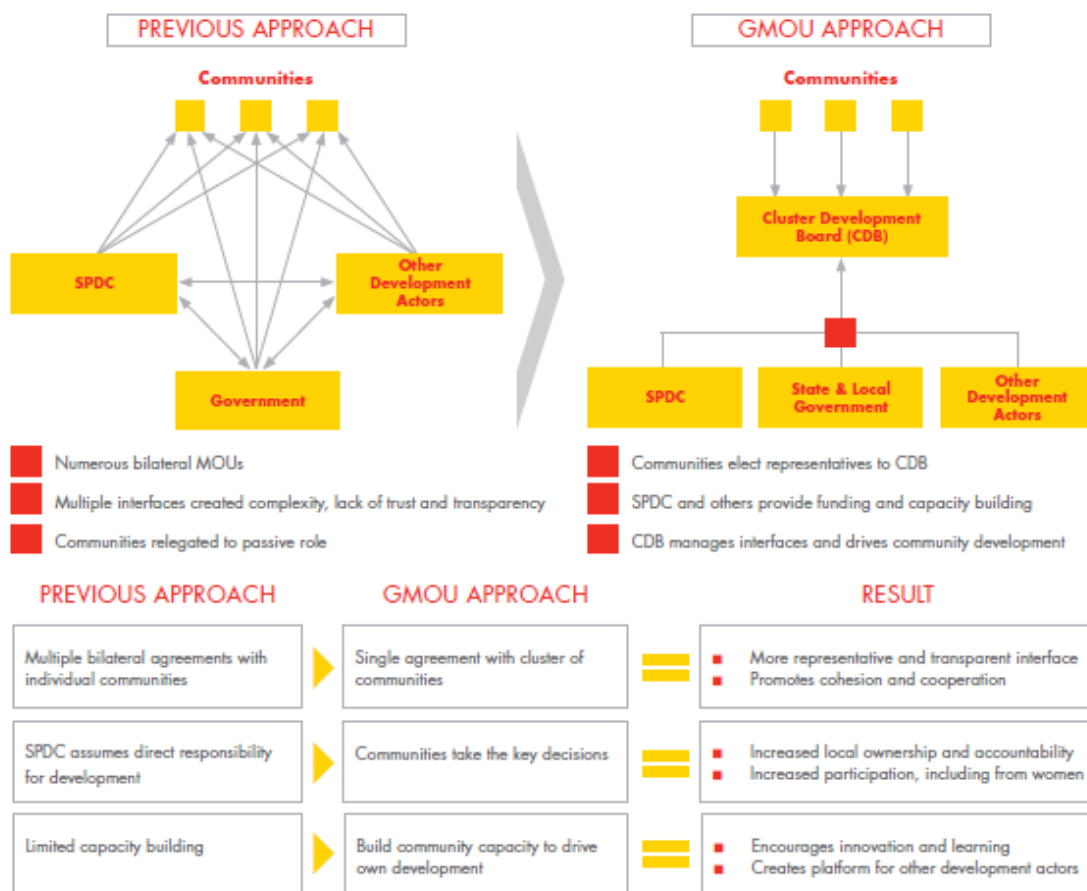 PREVIOUS APPROACH
Communities
SPDC
Other
Development
Actors
Government
Numerous bilateral MOUs
Multiple interfaces created complexity, lack of trust and transparency
Communities relegated to passive role
GMOU APPROACH
Communities
Cluster Development
Board (CDB)
SPDC
State & Local
Government
Other
Development
Actors
Communities elect representatives to CDB
SPDC and others provide funding and capacity building
CDB manages interfaces and drives community development
PREVIOUS APPROACH
GMOU APPROACH
RESULT
Multiple bilateral agreements with
individual communities
Single agreement with cluster of
communities
More representative and transparent interface
Promotes cohesion and cooperation
SPDC assumes direct responsibility
for development
Communities take the key decisions
Increased local ownership and accountability
Increased participation, including from women
Limited capacity building
Build community capacity to drive
own development
Encourages innovation and learning
Creates platform for other development actors